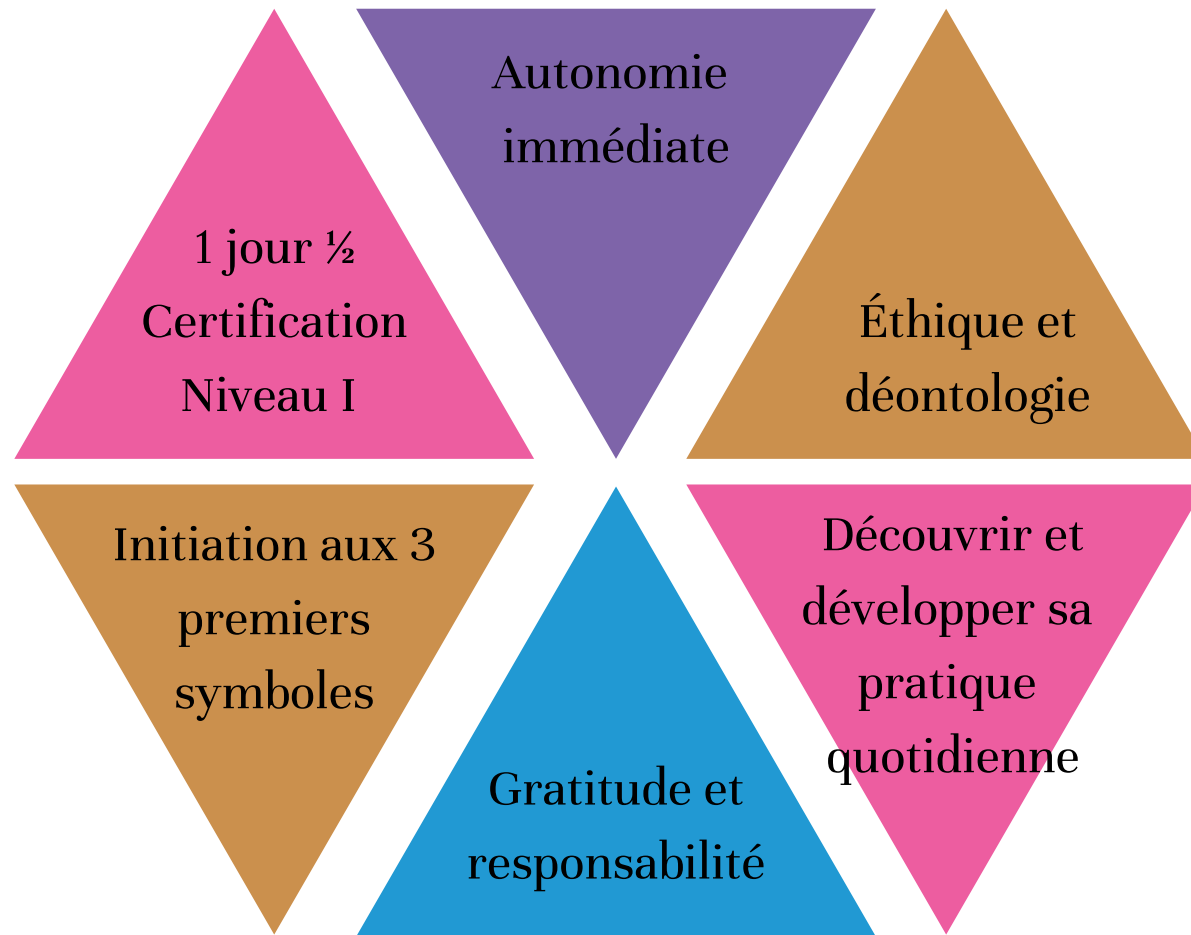 1 jour ½
Certification
Niveau I
Autonomie
immédiate
Éthique et
déontologie
Initiation aux 3
premiers
symboles
Gratitude et
responsabilité
Découvrir et
développer sa
pratique
quotidienne